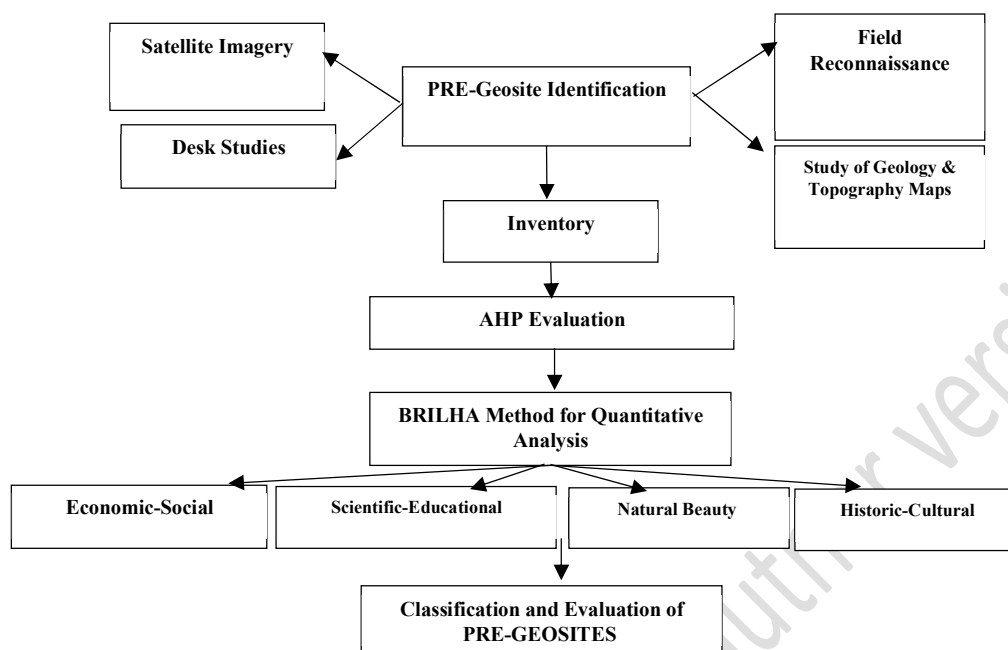 Satellite Imagery
Field
Reconnaissance
PRE-Geosite Identification
Desk Studies
Study of Geology &
Topography Maps
Inventory
AHP Evaluation
BRILHA Method for Quantitative
Analysis
Economic-Social
Scientific-Educational
Natural Beauty
Historic-Cultural
Classification and Evaluation of
PRE-GEOSITES